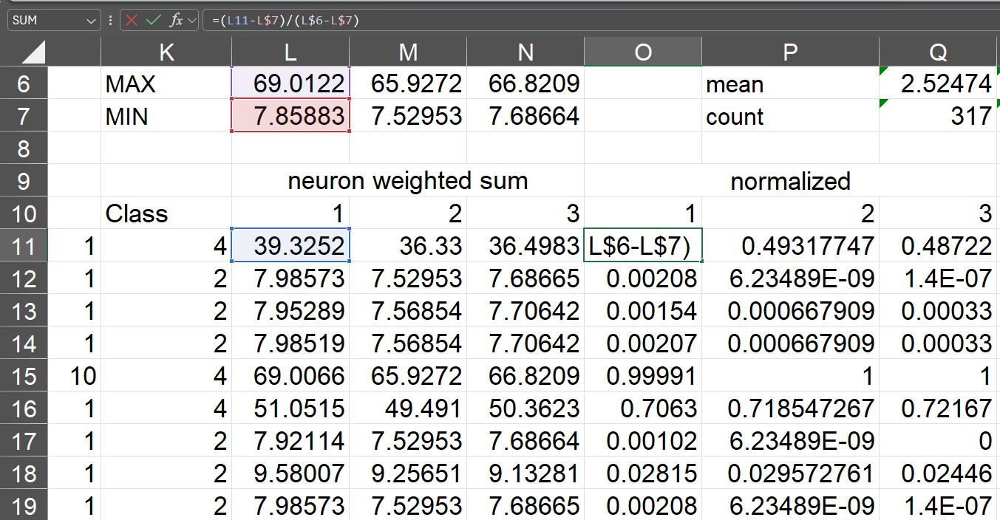 SUM fx =(L11-L$7)/(L$6-L$7)
K L M N O P Q
6 MAX 69.0122 65.9272 66.8209 mean 2.52474
7 MIN 7.85883 7.52953 7.68664 count 317
8
9 neuron weighted sum normalized
10 Class 1 2 3 1 2 3
11 1 4 39.3252 36.33 36.4983 L$6-L$7) 0.49317747 0.48722
12 1 2 7.98573 7.52953 7.68665 0.00208 6.23489E-09 1.4E-07
13 1 2 7.95289 7.56854 7.70642 0.00154 0.000667909 0.00033
14 1 2 7.98519 7.56854 7.70642 0.00207 0.000667909 0.00033
15 10 4 69.0066 65.9272 66.8209 0.99991 1 1
16 1 4 51.0515 49.491 50.3623 0.7063 0.718547267 0.72167
17 1 2 7.92114 7.52953 7.68664 0.00102 6.23489E-09 0
18 1 2 9.58007 9.25651 9.13281 0.02815 0.029572761 0.02446
19 1 2 7.98573 7.52953 7.68665 0.00208 6.23489E-09 1.4E-07